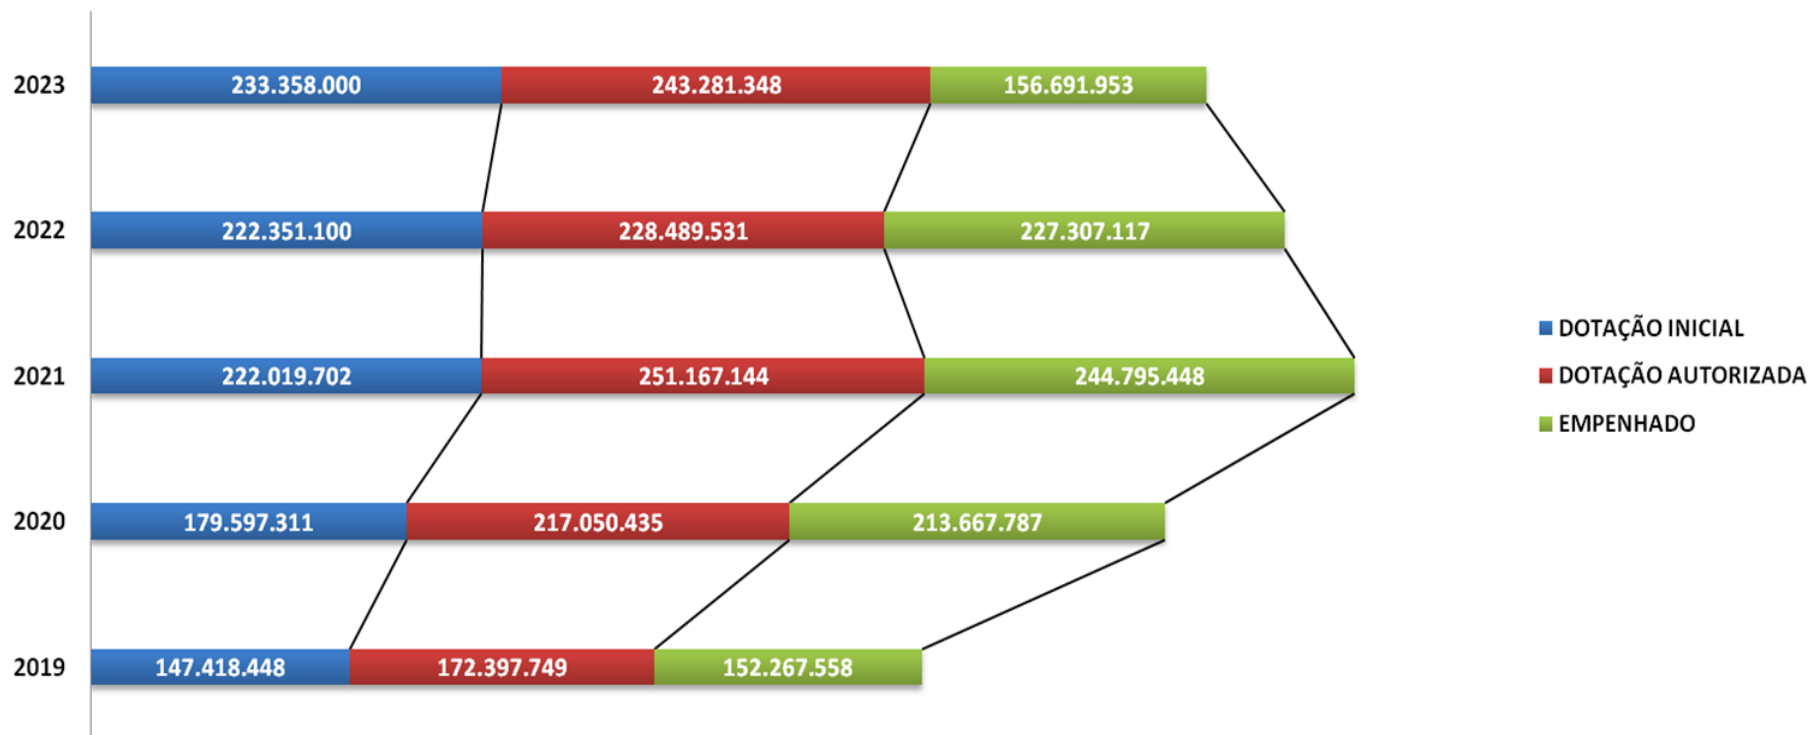 2023 233.358.000 243.281.348 156.691.953
2022 222.351.100 228.489.531 227.307.117
2021 222.019.702 251.167.144 244.795.448
2020 179.597.311 217.050.435 213.667.787
2019 147.418.448 172.397.749 152.267.558
DOTAÇÃO INICIAL
DOTAÇÃO AUTORIZADA
EMPENHADO